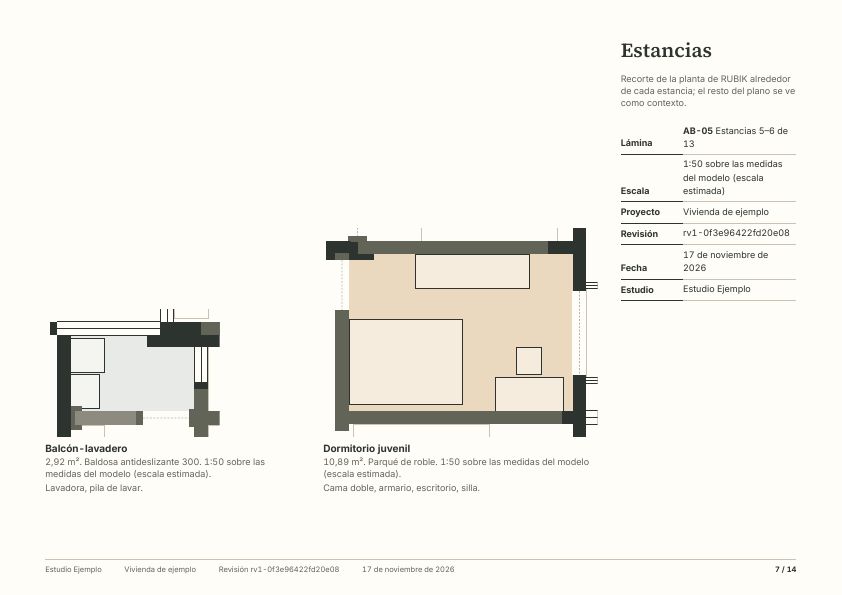 Estancias
Recorte de la planta de RUBIK alrededor
de cada estancia; el resto del plano se ve
como contexto.
Lámina AB-05 Estancias 5–6 de
13
Escala 1:50 sobre las medidas
del modelo (escala
estimada)
Proyecto Vivienda de ejemplo
Revisión rv1-0f3e96422fd20e08
Fecha 17 de noviembre de
2026
Estudio Estudio Ejemplo
Balcón-lavadero
2,92 m². Baldosa antideslizante 300. 1:50 sobre las
medidas del modelo (escala estimada).
Lavadora, pila de lavar.
Dormitorio juvenil
10,89 m². Parqué de roble. 1:50 sobre las medidas del modelo
(escala estimada).
Cama doble, armario, escritorio, silla.
Estudio Ejemplo Vivienda de ejemplo Revisión rv1-0f3e96422fd20e08 17 de noviembre de 2026 7 / 14